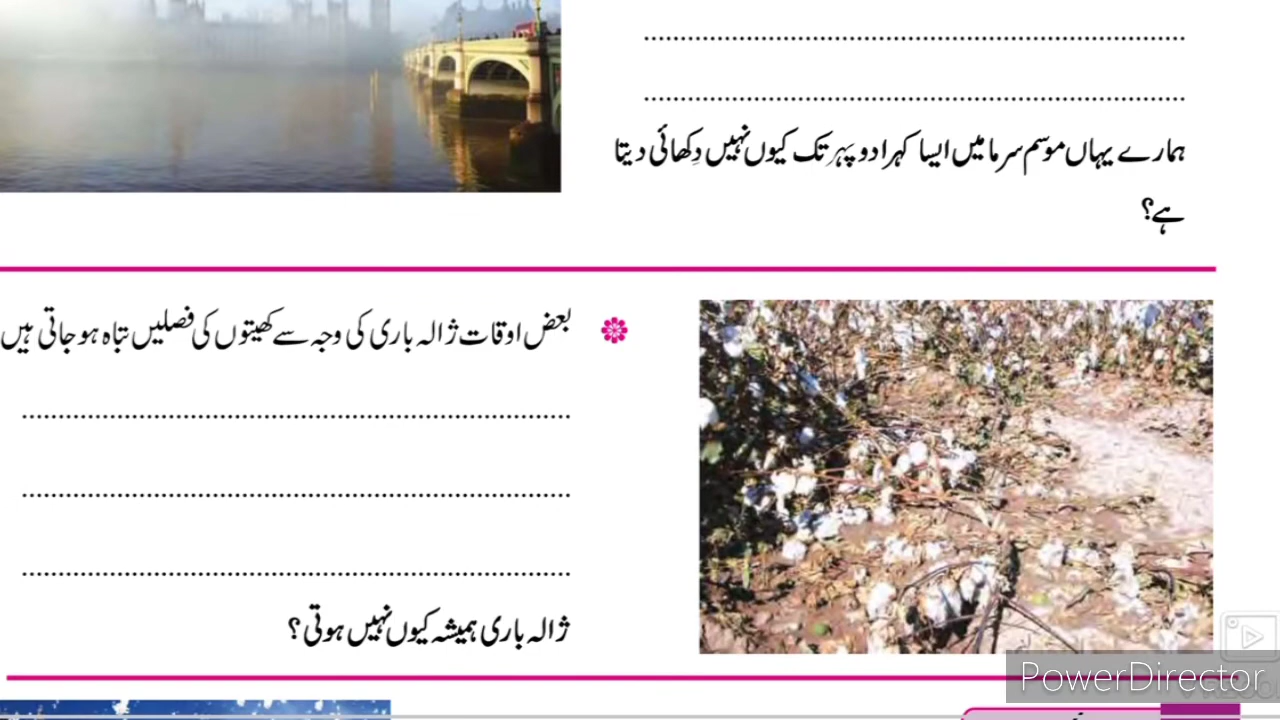 ہمارے یہاں موسم سرما میں ایسا کہرا دوپہر تک کیوں نہیں دِکھائی دیتا
ہے؟
بعض اوقات ژالہ باری کی وجہ سے کھیتوں کی فصلیں تباہ ہو جاتی ہیں
ژالہ باری ہمیشہ کیوں نہیں ہوتی؟
PowerDirector